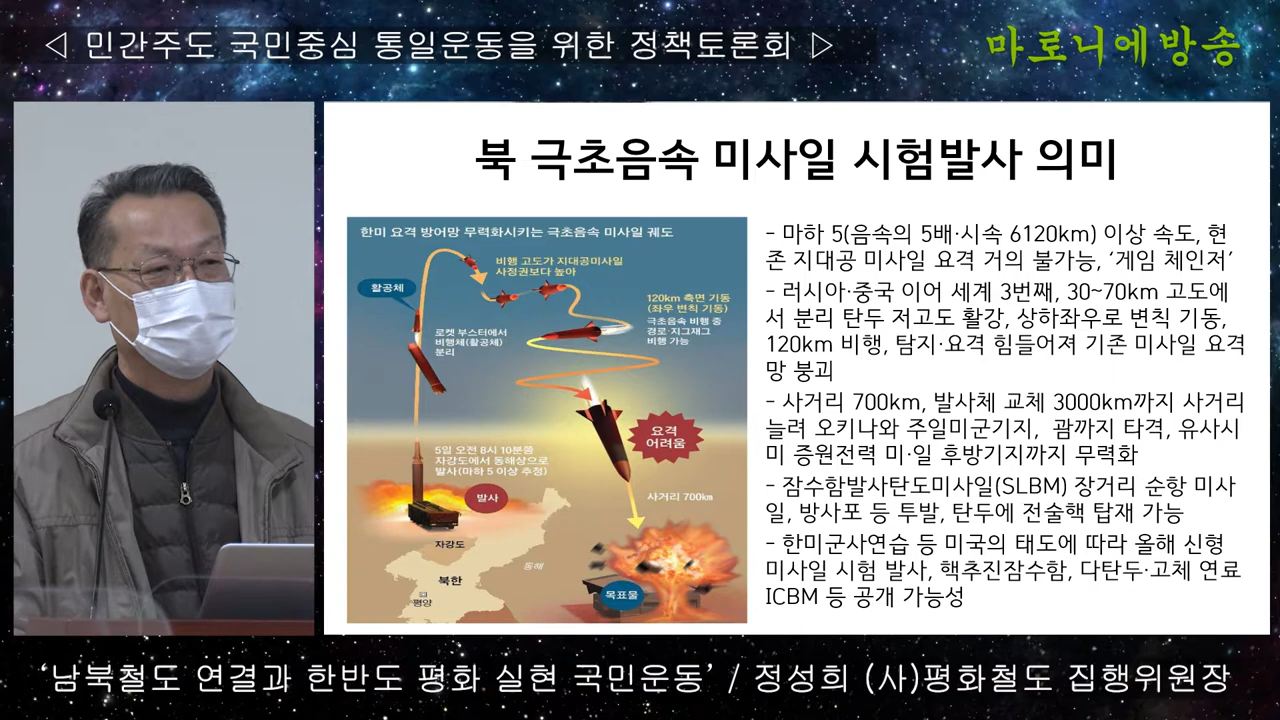 ◁ 민간주도 국민중심 통일운동을 위한 정책토론회 ▷
마로니에방송
북 극초음속 미사일 시험발사 의미
한미 요격 방어망 무력화시키는 극초음속 미사일 궤도
비행 고도가 지대공미사일
사정권보다 높아
활공체
120km 측면 기동
(좌우 변칙 기동)
극초음속 비행 중
경로·지그재그
비행 가능
로켓 부스터에서
비행체(활공체)
분리
요격
어려움
5일 오전 8시 10분쯤
자강도에서 동해상으로
발사(마하 5 이상 추정)
발사
사거리 700km
자강도
동해
북한
평양
목표물
- 마하 5(음속의 5배·시속 6120km) 이상 속도, 현
존 지대공 미사일 요격 거의 불가능, ‘게임 체인저’
- 러시아·중국 이어 세계 3번째, 30~70km 고도에
서 분리 탄두 저고도 활강, 상하좌우로 변칙 기동,
120km 비행, 탐지·요격 힘들어져 기존 미사일 요격
망 붕괴
- 사거리 700km, 발사체 교체 3000km까지 사거리
늘려 오키나와 주일미군기지, 괌까지 타격, 유사시
미 증원전력 미·일 후방기지까지 무력화
- 잠수함발사탄도미사일(SLBM) 장거리 순항 미사
일, 방사포 등 투발, 탄두에 전술핵 탑재 가능
- 한미군사연습 등 미국의 태도에 따라 올해 신형
미사일 시험 발사, 핵추진잠수함, 다탄두·고체 연료
ICBM 등 공개 가능성
‘남북철도 연결과 한반도 평화 실현 국민운동’ / 정성희 (사)평화철도 집행위원장